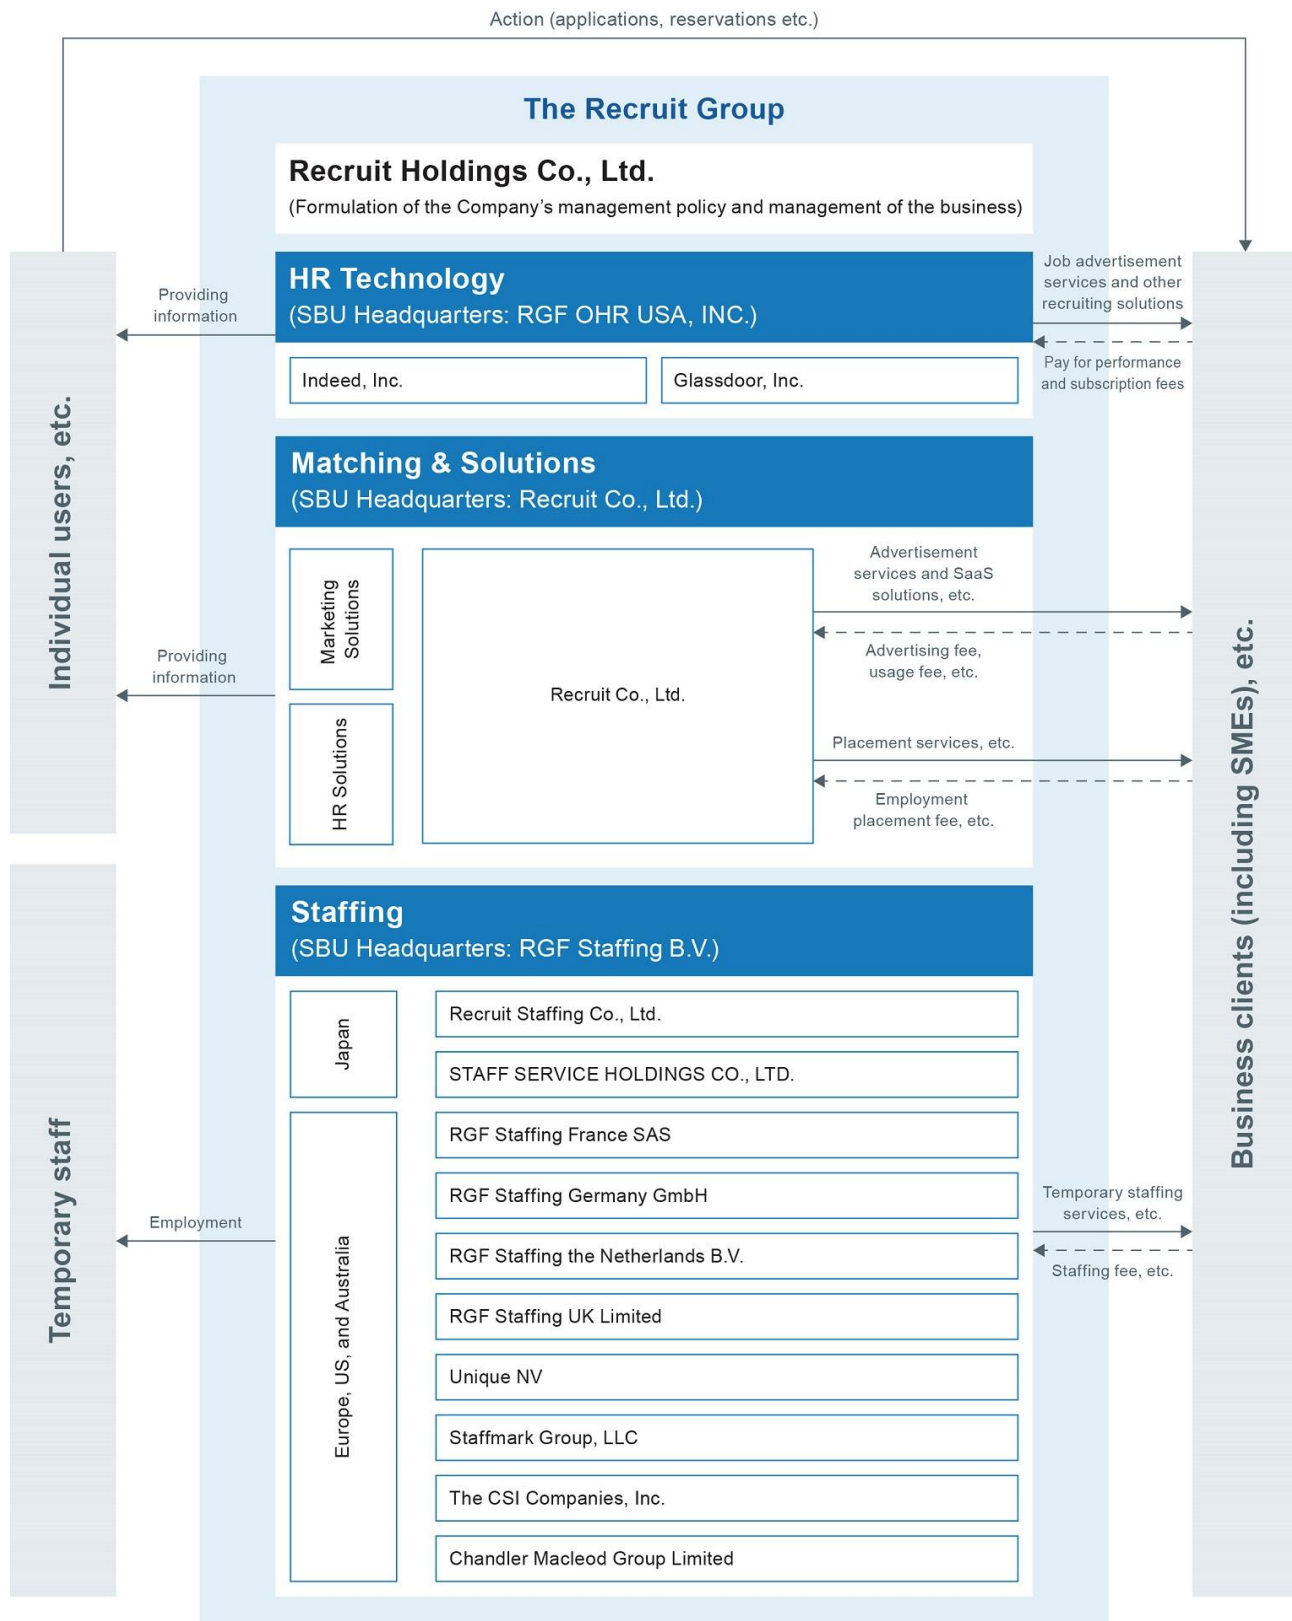 Action (applications, reservations etc.)
The Recruit Group
Recruit Holdings Co., Ltd.
(Formulation of the Company’s management policy and management of the business)
HR Technology
(SBU Headquarters: RGF OHR USA, INC.)
Indeed, Inc.
Glassdoor, Inc.
Providing
information
Job advertisement
services and other
recruiting solutions
Pay for performance
and subscription fees
Individual users, etc.
Matching & Solutions
(SBU Headquarters: Recruit Co., Ltd.)
Marketing
Solutions
HR Solutions
Recruit Co., Ltd.
Providing
information
Advertisement
services and SaaS
solutions, etc.
Advertising fee,
usage fee, etc.
Placement services, etc.
Employment
placement fee, etc.
Business clients (including SMEs), etc.
Staffing
(SBU Headquarters: RGF Staffing B.V.)
Japan
Recruit Staffing Co., Ltd.
STAFF SERVICE HOLDINGS CO., LTD.
Europe, US, and Australia
RGF Staffing France SAS
RGF Staffing Germany GmbH
RGF Staffing the Netherlands B.V.
RGF Staffing UK Limited
Unique NV
Staffmark Group, LLC
The CSI Companies, Inc.
Chandler Macleod Group Limited
Temporary staff
Employment
Temporary staffing
services, etc.
Staffing fee, etc.